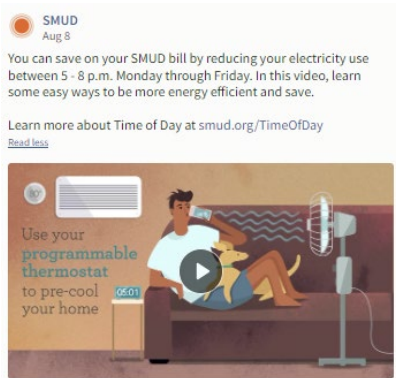 SMUD
Aug 8
You can save on your SMUD bill by reducing your electricity use
between 5 - 8 p.m. Monday through Friday. In this video, learn
some easy ways to be more energy efficient and save.
Learn more about Time of Day at smud.org/TimeOfDay
Read less
80°
Use your
programmable
thermostat
to pre-cool
your home
05:01